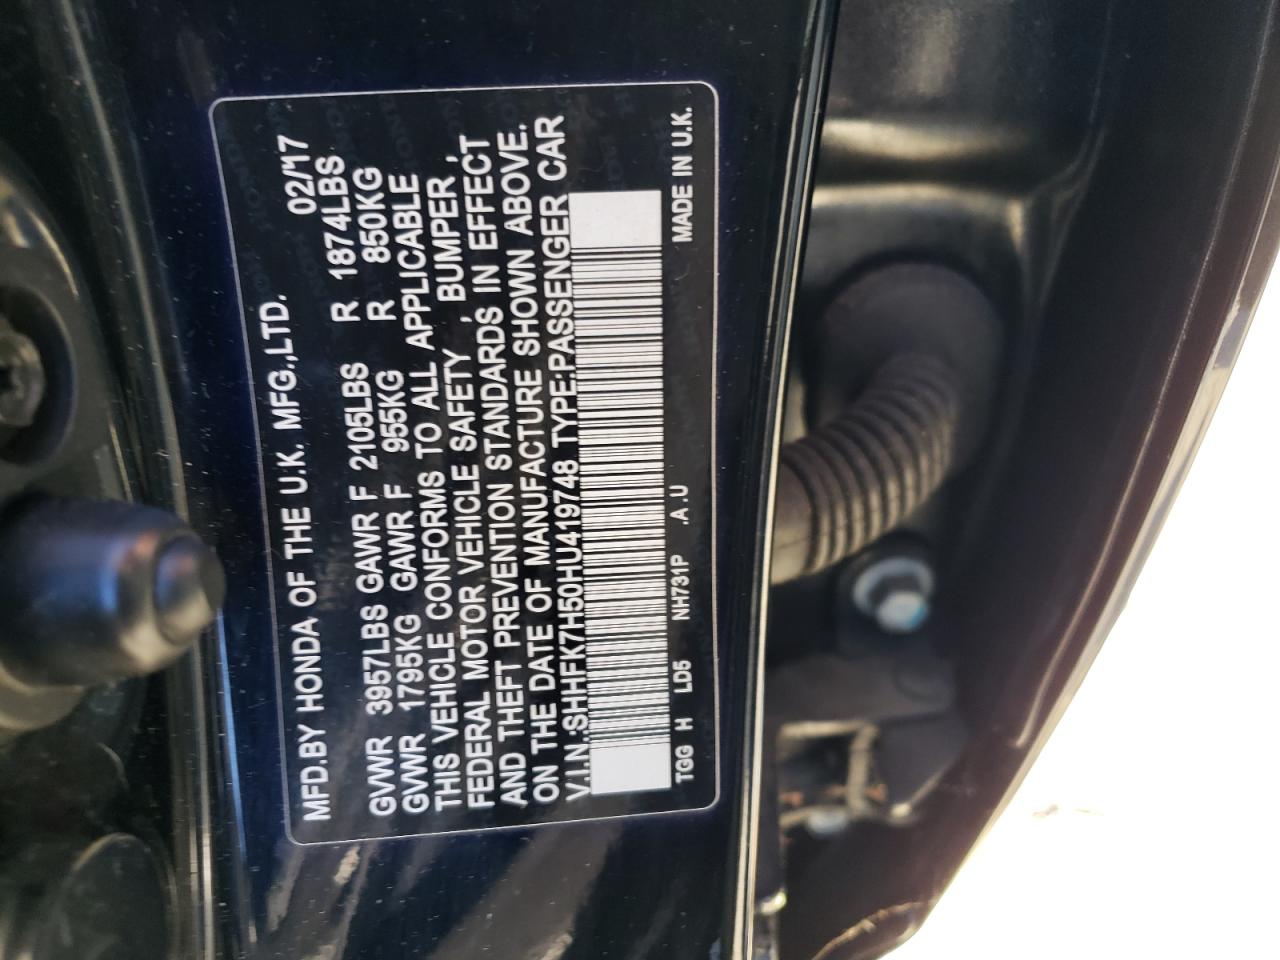 MFD.BY HONDA OF THE U.K. MFG.,LTD. 02/17
GVWR 3957LBS GAWR F 2105LBS R 1874LBS
GVWR 1795KG GAWR F 955KG R 850KG
THIS VEHICLE CONFORMS TO ALL APPLICABLE
FEDERAL MOTOR VEHICLE SAFETY , BUMPER ,
AND THEFT PREVENTION STANDARDS IN EFFECT
ON THE DATE OF MANUFACTURE SHOWN ABOVE.
V.I.N.:SHHFK7H50HU419748 TYPE:PASSENGER CAR
TGG H LD5 NH731P .A.U MADE IN U.K.